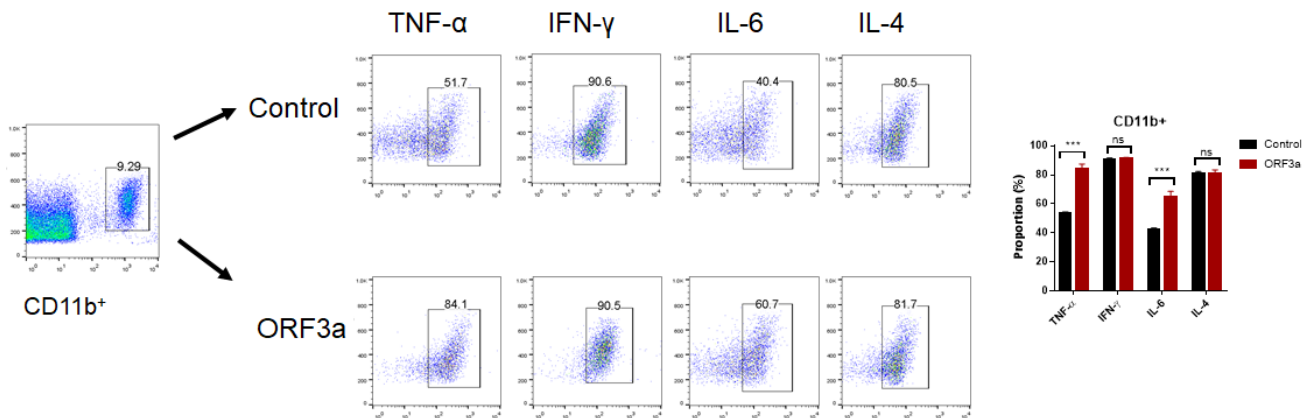 TNF-α IFN-γ IL-6 IL-4
Control
51.7
90.6
40.4
80.5
9.29
CD11b⁺
ORF3a
84.1
90.5
60.7
81.7
CD11b+
Control
ORF3a
*** ns *** ns
Proportion (%)
100
80
60
40
20
0
TNF-α IFN-γ IL-6 IL-4